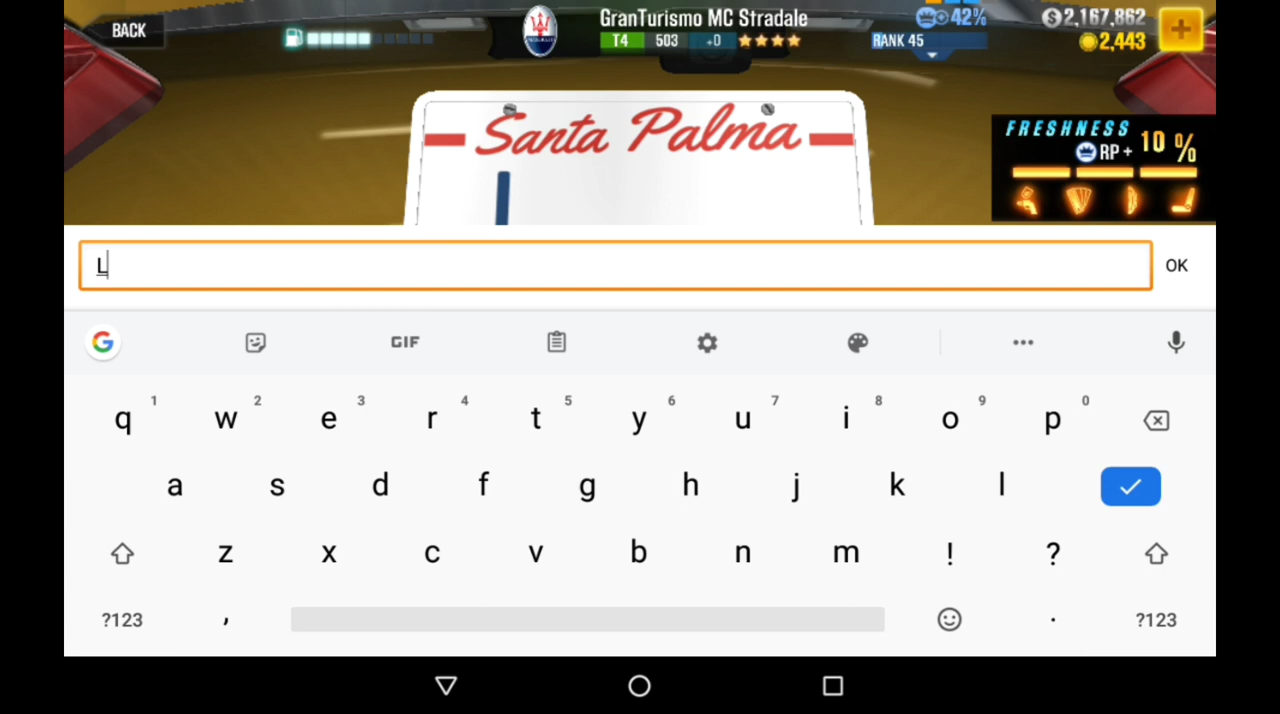 BACK
GranTurismo MC Stradale
T4 503 +0
42%
RANK 45
2,167,862
2,443
FRESHNESS
RP + 10 %
Santa Palma
L
OK
G GIF
q 1 w 2 e 3 r 4 t 5 y 6 u 7 i 8 o 9 p 0
a s d f g h j k l
z x c v b n m ! ?
?123 , . ?123